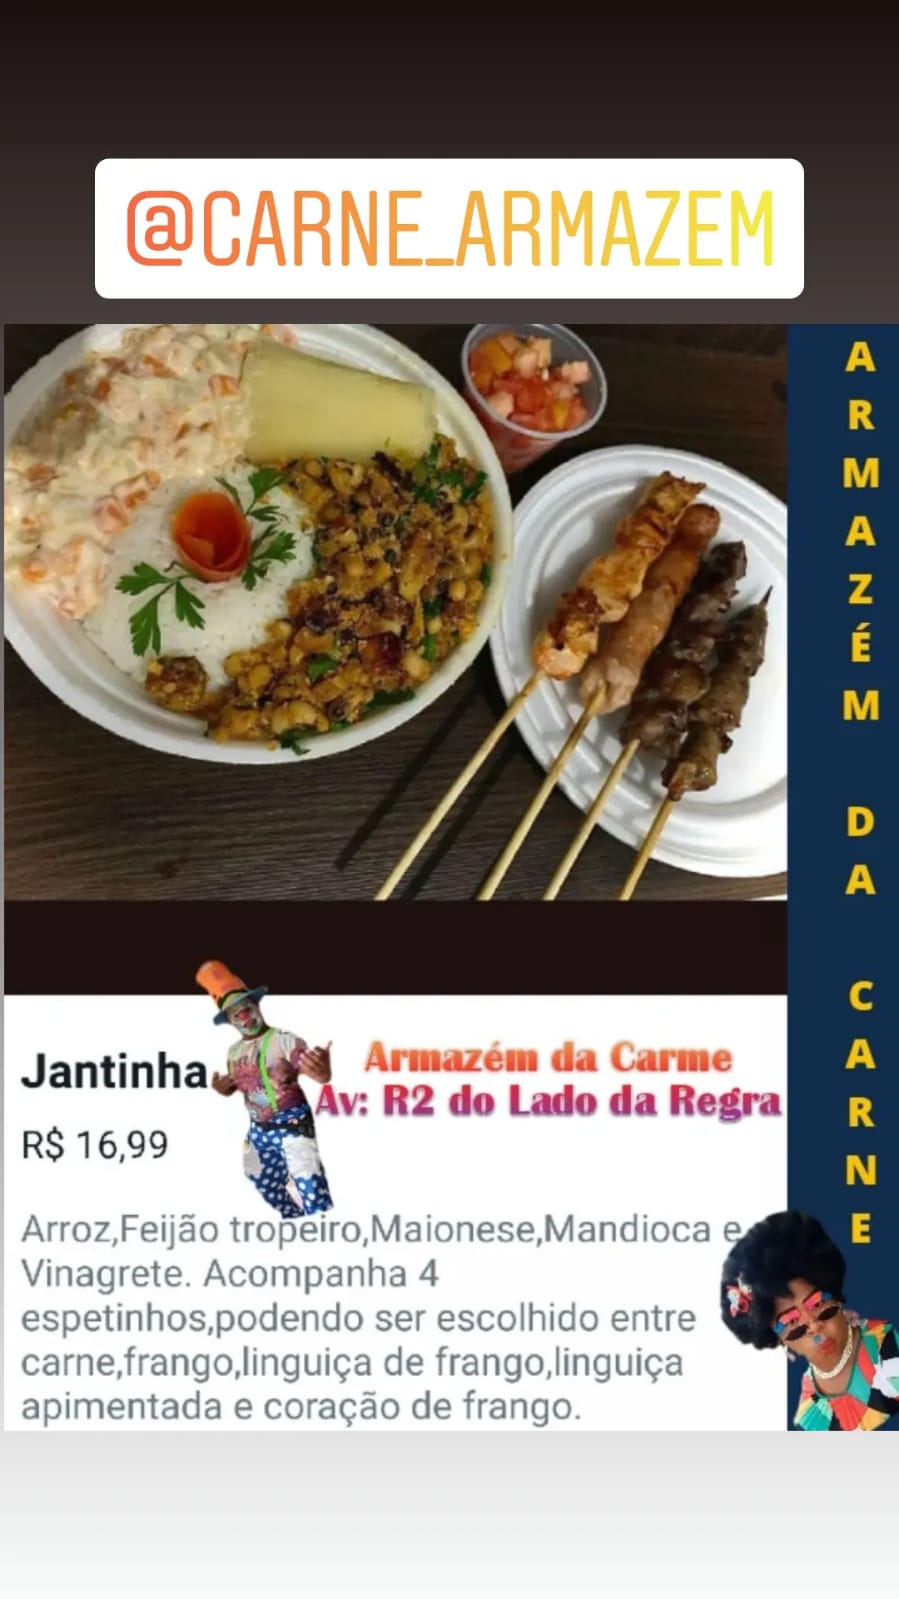 @CARNE_ARMAZEM
ARMAZÉM DA CARNE
Jantinha
R$ 16,99
Armazém da Carme
Av: R2 do Lado da Regra
Arroz,Feijão tropeiro,Maionese,Mandioca e
Vinagrete. Acompanha 4
espetinhos,podendo ser escolhido entre
carne,frango,linguiça de frango,linguiça
apimentada e coração de frango.